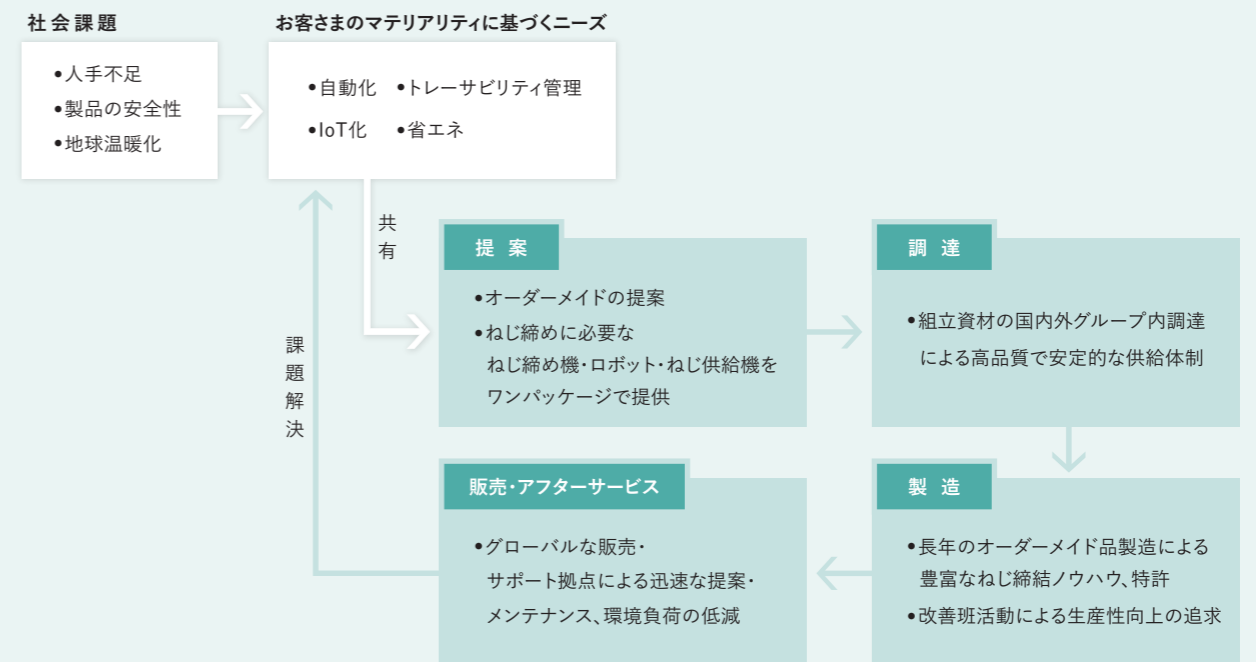 社会課題
•人手不足
•製品の安全性
•地球温暖化
お客さまのマテリアリティに基づくニーズ
•自動化 •トレーサビリティ管理
•IoT化 •省エネ
共有
課題解決
提案
•オーダーメイドの提案
•ねじ締めに必要な
ねじ締め機・ロボット・ねじ供給機を
ワンパッケージで提供
調達
•組立資材の国内外グループ内調達
による高品質で安定的な供給体制
製造
•長年のオーダーメイド品製造による
豊富なねじ締結ノウハウ、特許
•改善班活動による生産性向上の追求
販売・アフターサービス
•グローバルな販売・
サポート拠点による迅速な提案・
メンテナンス、環境負荷の低減